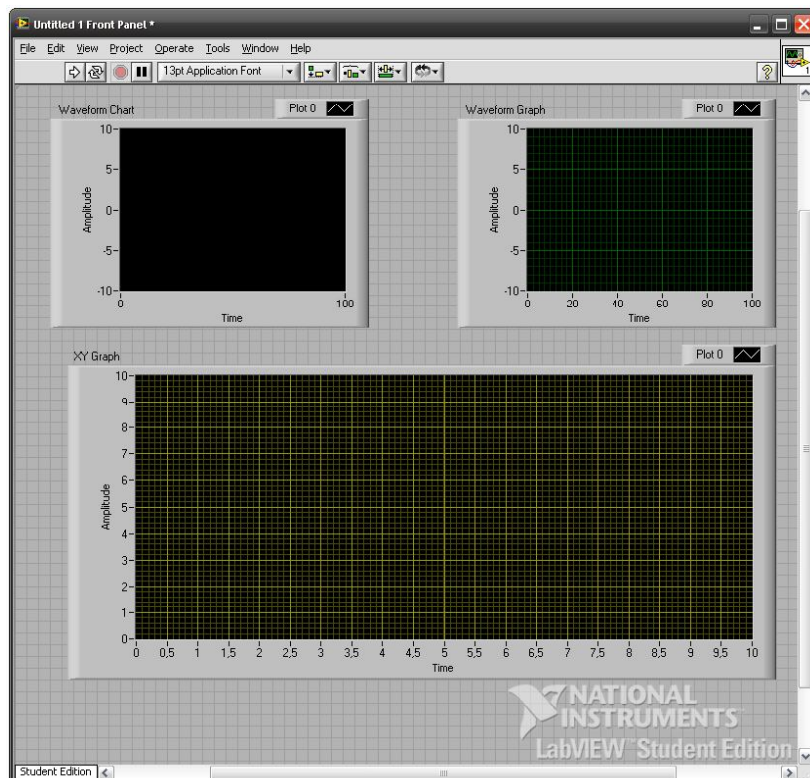 Untitled 1 Front Panel *
File Edit View Project Operate Tools Window Help
13pt Application Font
?
1
Waveform Chart
Plot 0
10
5
0
-5
-10
Amplitude
0 100
Time
Waveform Graph
Plot 0
10
5
0
-5
-10
Amplitude
0 20 40 60 80 100
Time
XY Graph
Plot 0
10
9
8
7
6
5
4
3
2
1
0
Amplitude
0 0,5 1 1,5 2 2,5 3 3,5 4 4,5 5 5,5 6 6,5 7 7,5 8 8,5 9 9,5 10
Time
NATIONAL
INSTRUMENTS™
LabVIEW™ Student Edition
Student Edition